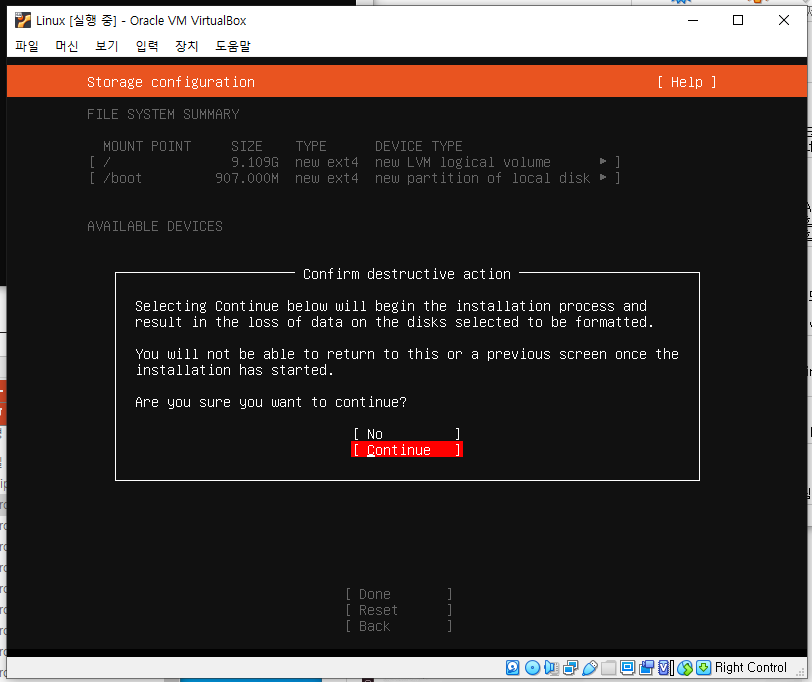 Linux [실행 중] - Oracle VM VirtualBox
파일 머신 보기 입력 장치 도움말
Storage configuration [ Help ]
FILE SYSTEM SUMMARY
MOUNT POINT SIZE TYPE DEVICE TYPE
[ / 9.109G new ext4 new LVM logical volume ▸ ]
[ /boot 907.000M new ext4 new partition of local disk ▸ ]
AVAILABLE DEVICES
Confirm destructive action
Selecting Continue below will begin the installation process and
result in the loss of data on the disks selected to be formatted.
You will not be able to return to this or a previous screen once the
installation has started.
Are you sure you want to continue?
[ No ]
[ Continue ]
[ Done ]
[ Reset ]
[ Back ]
Right Control